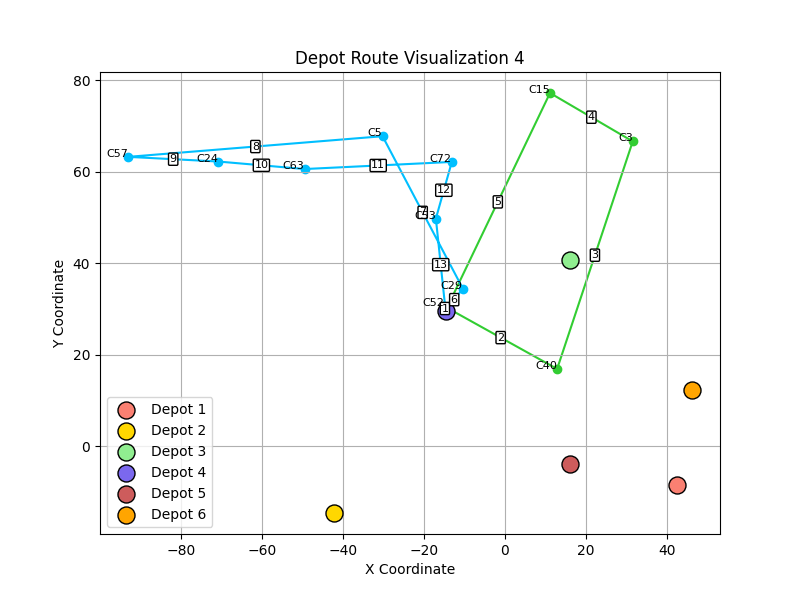 Depot Route Visualization 4
80
60
40
20
0
−80
−60
−40
−20
0
20
40
X Coordinate
Y Coordinate
C15
C3
C5
C57
C24
C63
C72
C53
C29
C52
C40
1
2
3
4
5
6
7
8
9
10
11
12
13
Depot 1
Depot 2
Depot 3
Depot 4
Depot 5
Depot 6